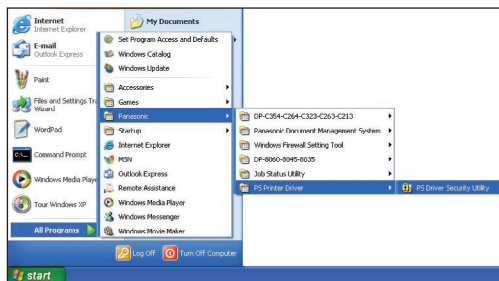 Internet
Internet Explorer
E-mail
Outlook Express
Paint
Files and Settings Tra
Wizard
WordPad
Command Prompt
Windows Media Playe
Tour Windows XP
All Programs
My Documents
Set Program Access and Defaults
Windows Catalog
Windows Update
Accessories
Games
Panasonic
Startup
Internet Explorer
MSN
Outlook Express
Remote Assistance
Windows Media Player
Windows Messenger
Windows Movie Maker
DP-C354-C264-C323-C263-C213
Panasonic Document Management System
Windows Firewall Setting Tool
DP-8060-8045-8035
Job Status Utility
PS Printer Driver
PS Driver Security Utility
Log Off
Turn Off Computer
start